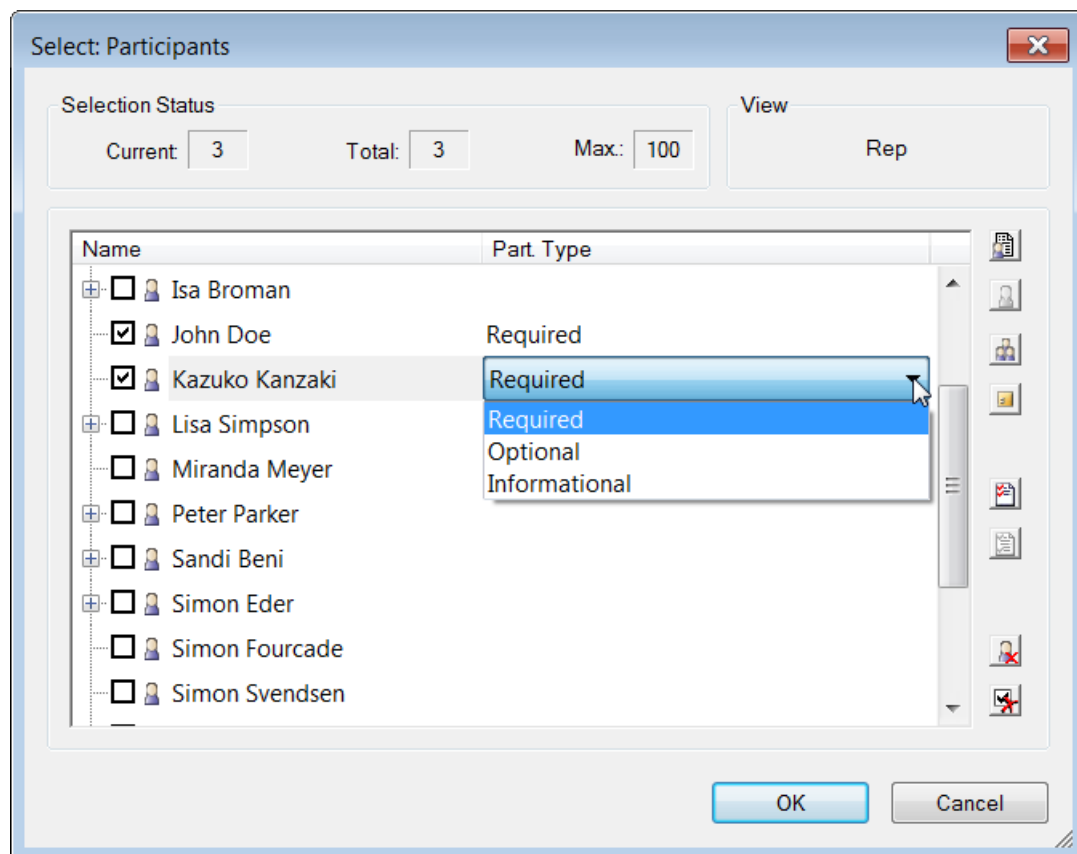 Select: Participants
Selection Status
View
Current: 3 Total: 3 Max.: 100
Rep
Name Part. Type
Isa Broman
John Doe Required
Kazuko Kanzaki Required
Required
Lisa Simpson
Optional
Miranda Meyer
Informational
Peter Parker
Sandi Beni
Simon Eder
Simon Fourcade
Simon Svendsen
OK Cancel